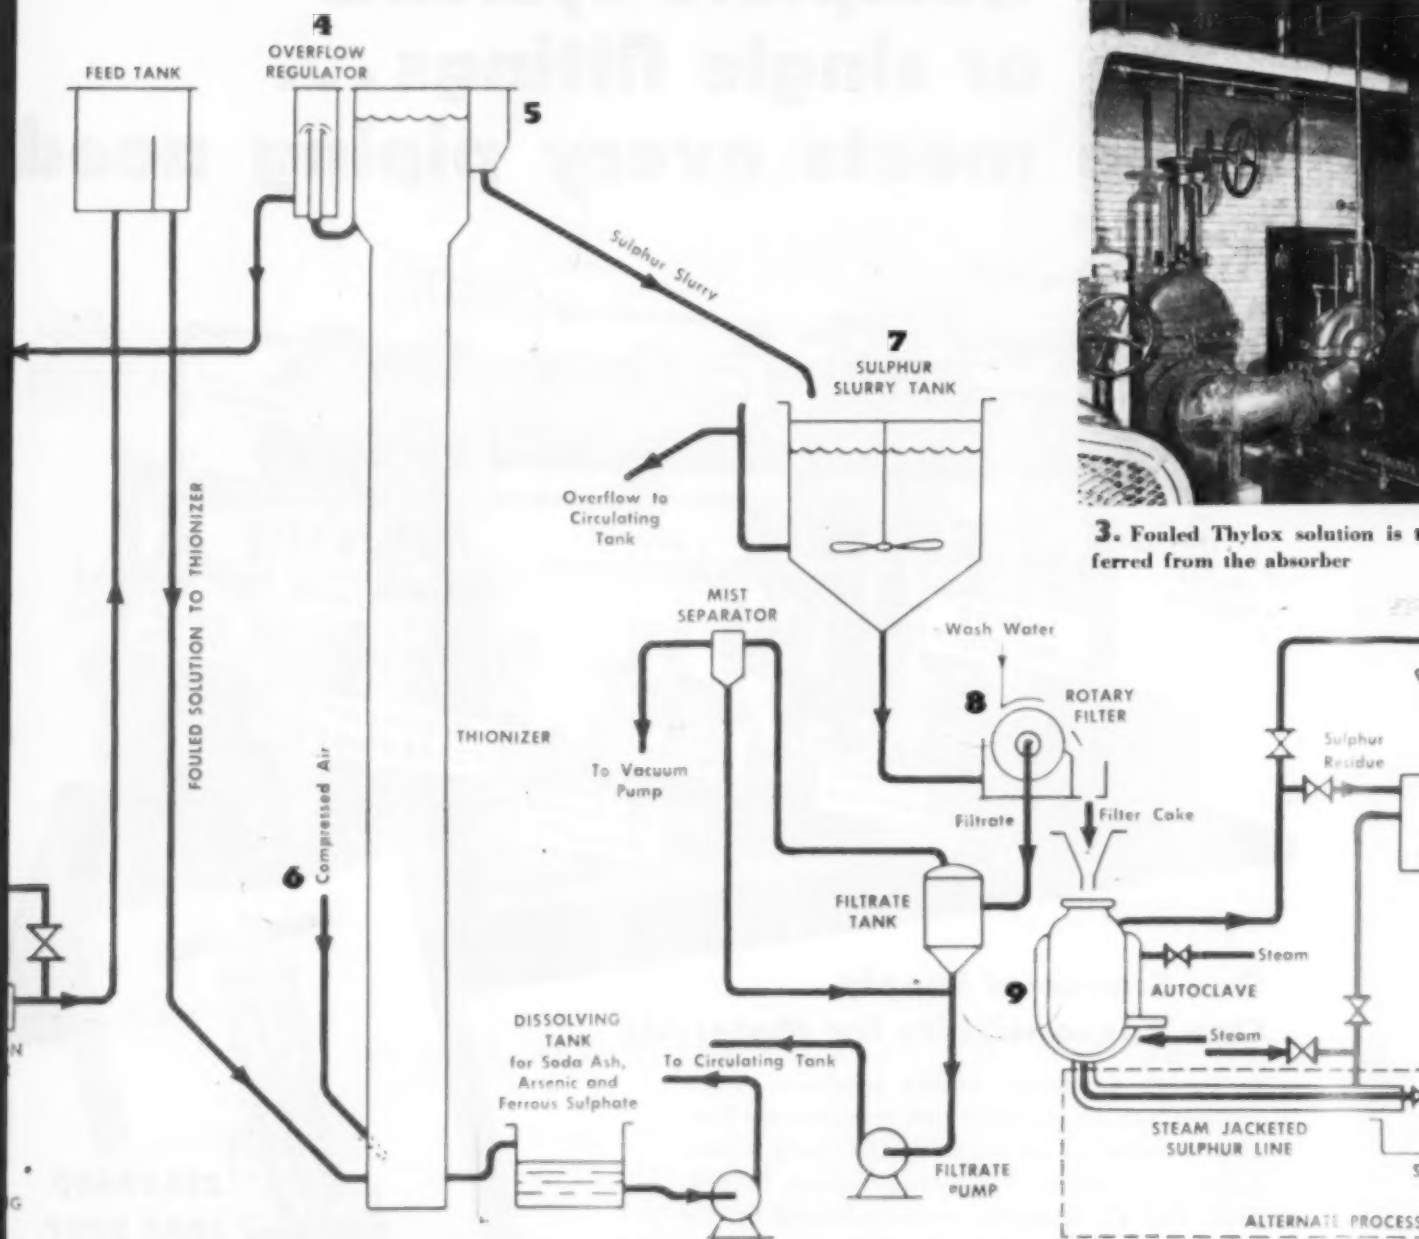 4
OVERFLOW
REGULATOR
FEED TANK
5
Sulphur Slurry
7
SULPHUR
SLURRY TANK
Overflow to
Circulating
Tank
3. Fouled Thylox solution is
ferred from the absorber
FOULED SOLUTION TO THIONIZER
MIST
SEPARATOR
Wash Water
8
ROTARY
FILTER
THIONIZER
To Vacuum
Pump
Sulphur
Residue
6
Compressed Air
Filtrate
Filter Cake
FILTRATE
TANK
Steam
9
AUTOCLAVE
DISSOLVING
TANK
for Soda Ash,
Arsenic and
Ferrous Sulphate
To Circulating Tank
Steam
STEAM JACKETED
SULPHUR LINE
FILTRATE
PUMP
ALTERNATE PROCESS